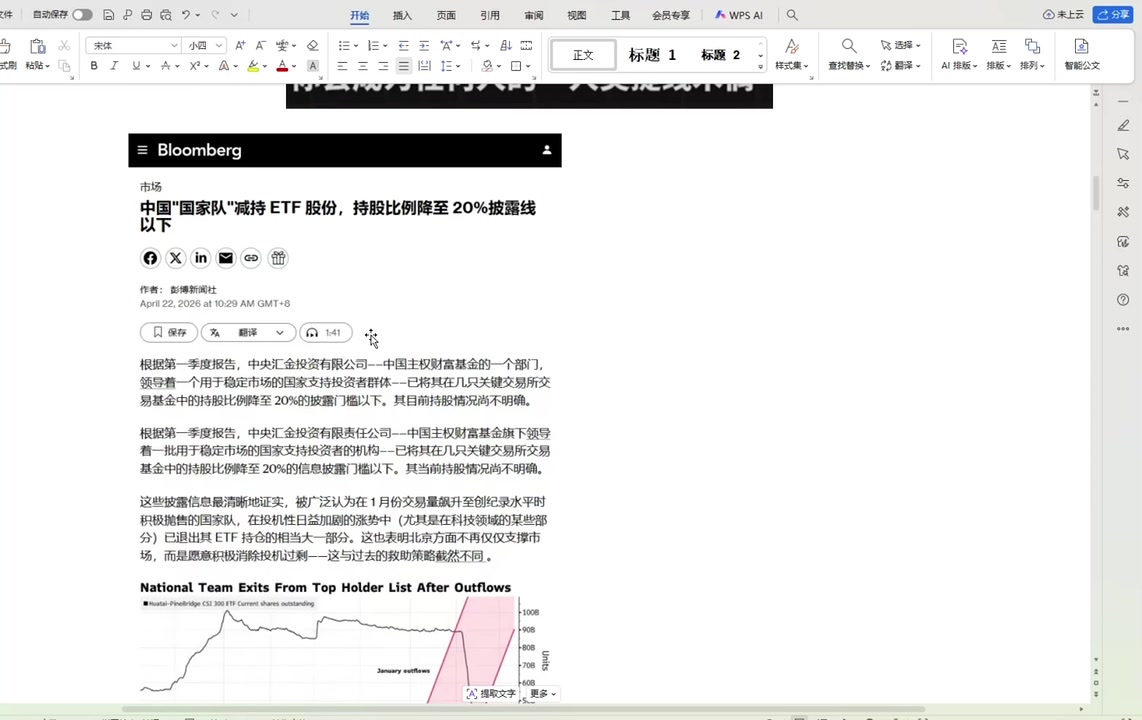 自动保存
开始
插入
页面
引用
审阅
视图
工具
会员专享
WPS AI
未上云
分享
粘贴
宋体
小四
正文
标题 1
标题 2
样式集
查找替换
选择
翻译
AI 排版
排版
排列
智能公文
Bloomberg
市场
中国"国家队"减持 ETF 股份，持股比例降至 20%披露线
以下
作者： 彭博新闻社
April 22, 2026 at 10:29 AM GMT+8
保存
翻译
1:41
根据第一季度报告，中央汇金投资有限公司——中国主权财富基金的一个部门，
领导着一个用于稳定市场的国家支持投资者群体——已将其在几只关键交易所交
易基金中的持股比例降至 20%的披露门槛以下。其目前持股情况尚不明确。
根据第一季度报告，中央汇金投资有限责任公司——中国主权财富基金旗下领导
着一批用于稳定市场的国家支持投资者的机构——已将其在几只关键交易所交易
基金中的持股比例降至 20%的信息披露门槛以下。其当前持股情况尚不明确。
这些披露信息最清晰地证实，被广泛认为在 1 月份交易量飙升至创纪录水平时
积极抛售的国家队，在投机性日益加剧的涨势中（尤其是在科技领域的某些部
分）已退出其 ETF 持仓的相当大一部分。这也表明北京方面不再仅仅支撑市
场，而是愿意积极消除投机过剩——这与过去的救助策略截然不同 。
National Team Exits From Top Holder List After Outflows
Huatai-PineBridge CSI 300 ETF Current shares outstanding
100B
90B
80B
70B
60B
Units
January outflows
提取文字
更多